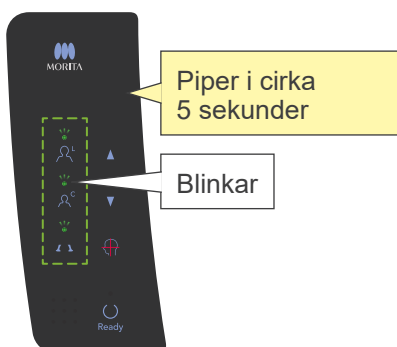 MORITA
Piper i cirka
5 sekunder
L
Blinkar
C
Ready